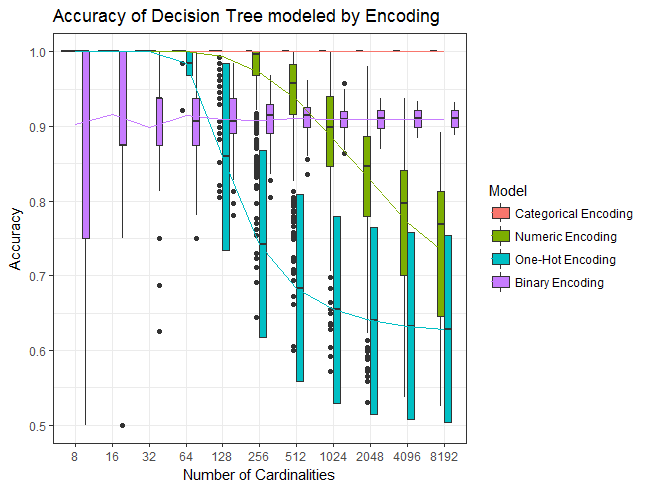 Accuracy of Decision Tree modeled by Encoding
1.0
0.9
0.8
0.7
0.6
0.5
Accuracy
8 16 32 64 128 256 512 1024 2048 4096 8192
Number of Cardinalities
Model
Categorical Encoding
Numeric Encoding
One-Hot Encoding
Binary Encoding